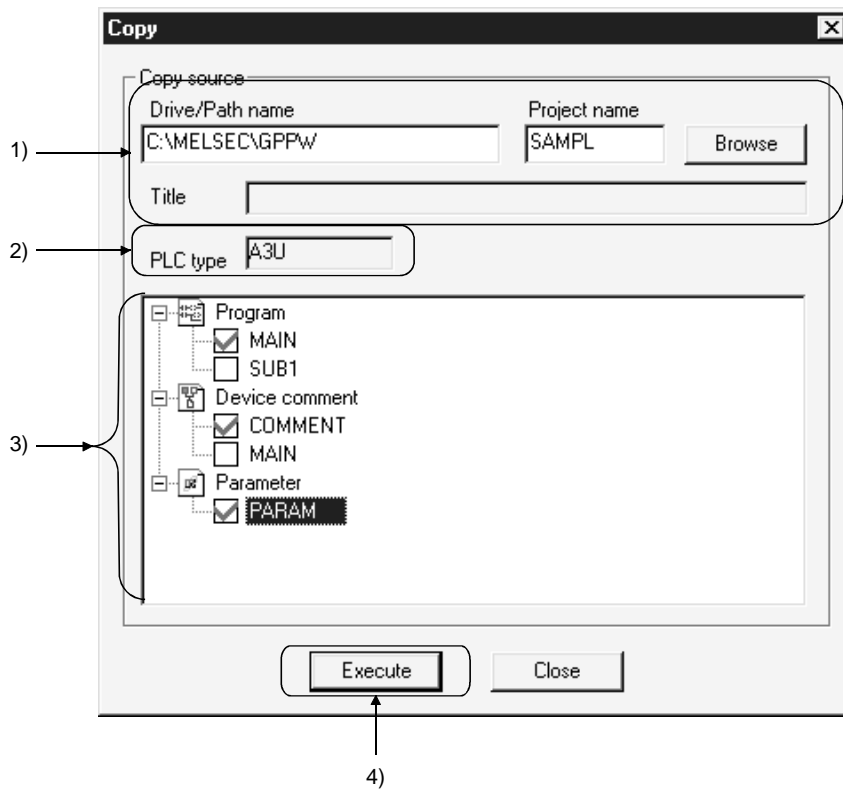 Copy
Copy source
Drive/Path name Project name
1) C:\MELSEC\GPPW SAMPL Browse
Title
2) PLC type A3U
Program
MAIN
SUB1
Device comment
3) COMMENT
MAIN
Parameter
PARAM
Execute Close
4)